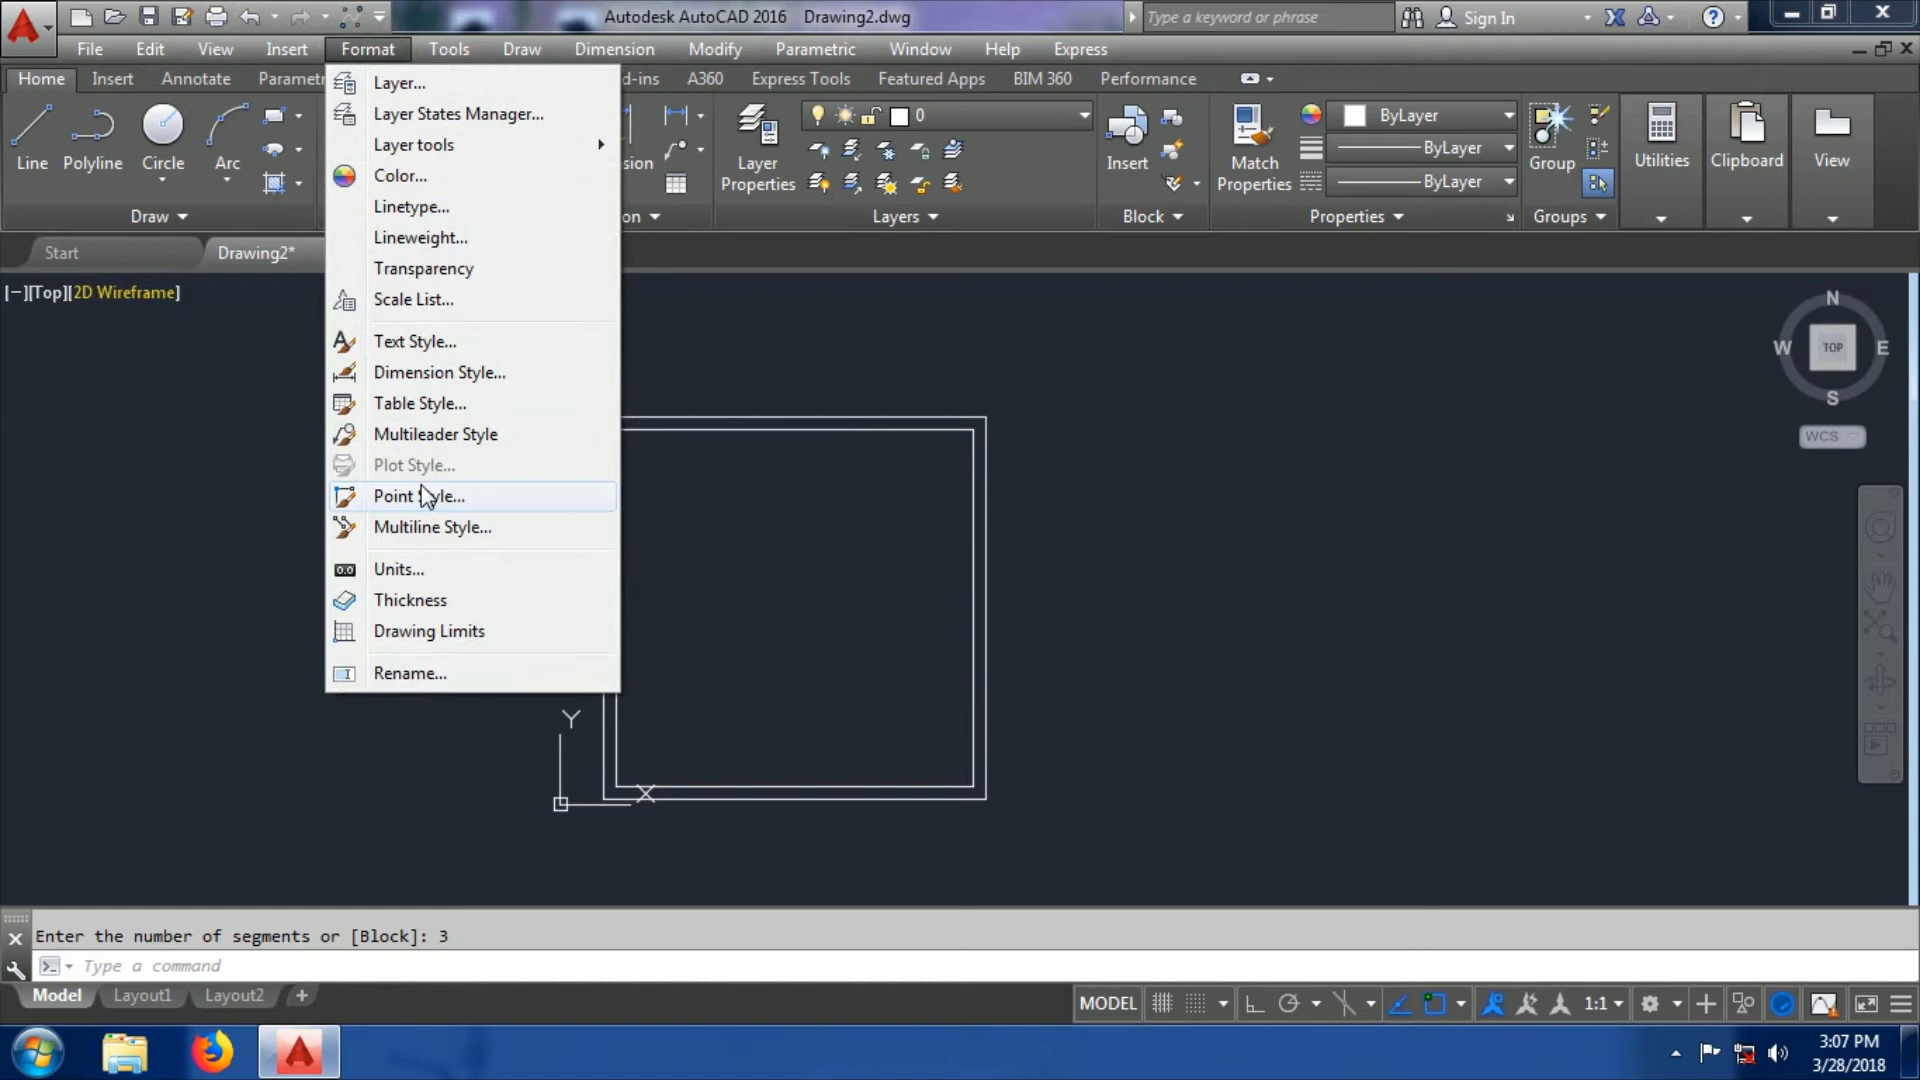 Autodesk AutoCAD 2016 Drawing2.dwg
Type a keyword or phrase
Sign In
File Edit View Insert Format Tools Draw Dimension Modify Parametric Window Help Express
Home Insert Annotate Parametr d-ins A360 Express Tools Featured Apps BIM 360 Performance
Line Polyline Circle Arc
Draw
Layer...
Layer States Manager...
Layer tools
Color...
Linetype...
Lineweight...
Transparency
Scale List...
Text Style...
Dimension Style...
Table Style...
Multileader Style
Plot Style...
Point Style...
Multiline Style...
Units...
Thickness
Drawing Limits
Rename...
nsion
on
Layer
Properties
0
Layers
Insert
Block
Match
Properties
ByLayer
ByLayer
ByLayer
Properties
Group
Groups
Utilities
Clipboard
View
Start Drawing2*
[−][Top][2D Wireframe]
N
W TOP E
S
WCS
Y
X
Enter the number of segments or [Block]: 3
Type a command
Model Layout1 Layout2 +
MODEL 1:1
3:07 PM
3/28/2018